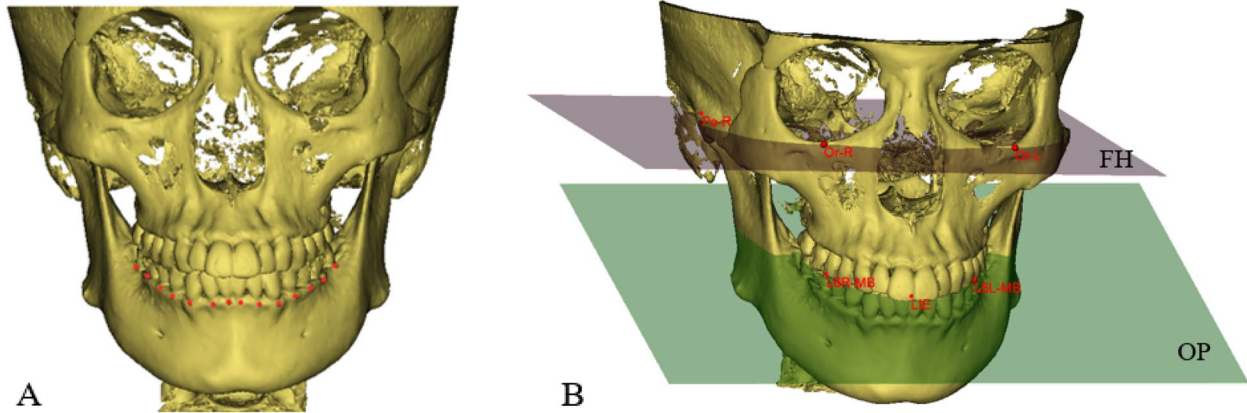 Po-R
Or-R
Or-L
FH
L6R-MB
L6L-MB
LIE
OP
A
B